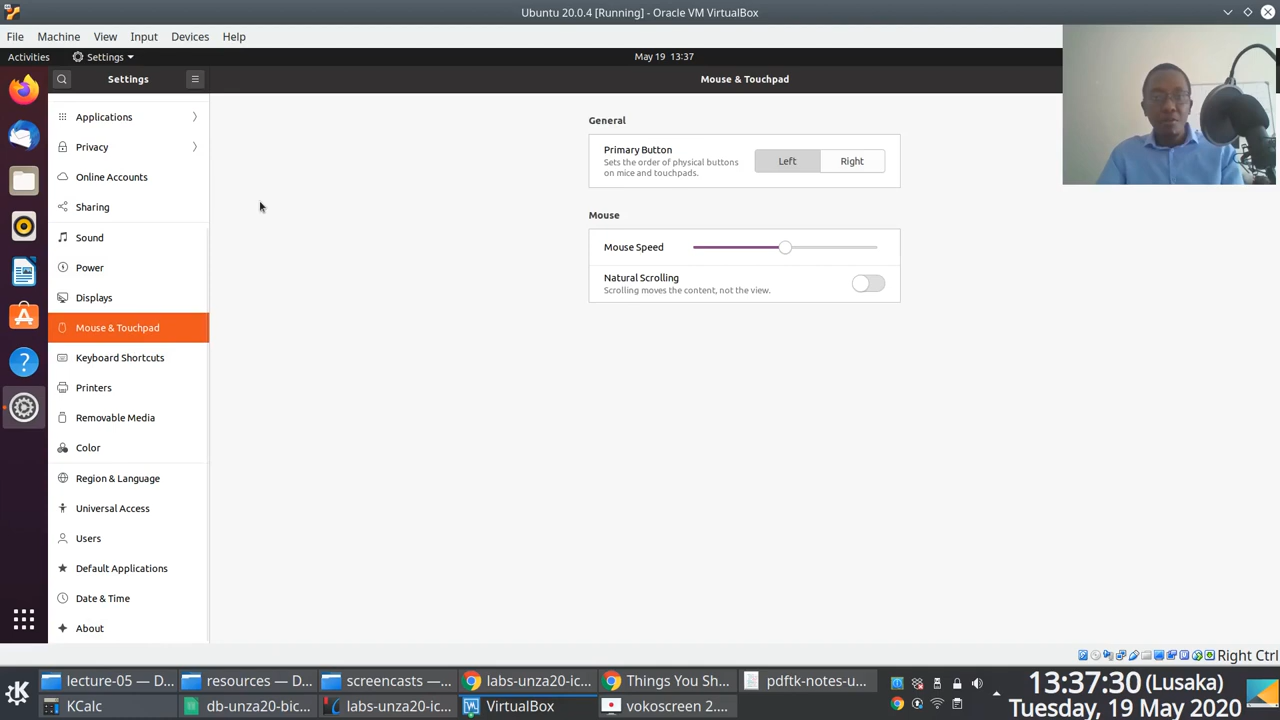 Ubuntu 20.0.4 [Running] - Oracle VM VirtualBox
File Machine View Input Devices Help
Activities Settings May 19 13:37
Settings Mouse & Touchpad
Applications
Privacy
Online Accounts
Sharing
Sound
Power
Displays
Mouse & Touchpad
Keyboard Shortcuts
Printers
Removable Media
Color
Region & Language
Universal Access
Users
Default Applications
Date & Time
About
General
Primary Button
Sets the order of physical buttons
on mice and touchpads.
Left Right
Mouse
Mouse Speed
Natural Scrolling
Scrolling moves the content, not the view.
Right Ctrl
lecture-05 — D... resources — D... screencasts —... labs-unza20-ic... Things You Sh... pdftk-notes-u...
KCalc db-unza20-bic... labs-unza20-ic... VirtualBox vokoscreen 2....
13:37:30 (Lusaka)
Tuesday, 19 May 2020